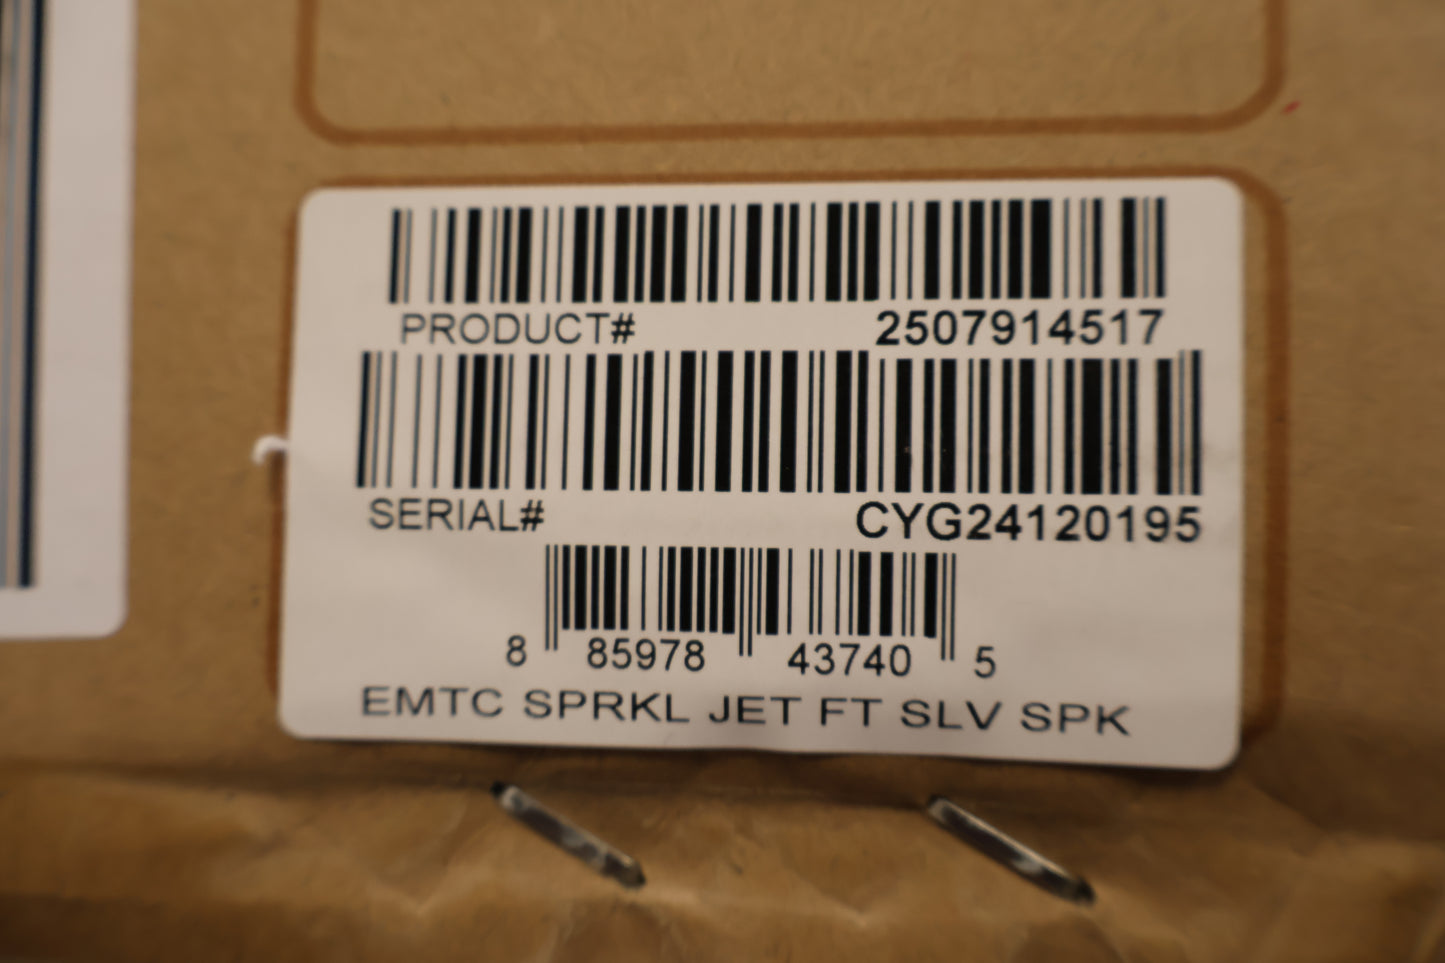 PRODUCT# 2507914517
SERIAL# CYG24120195
8 85978 43740 5
EMTC SPRKL JET FT SLV SPK